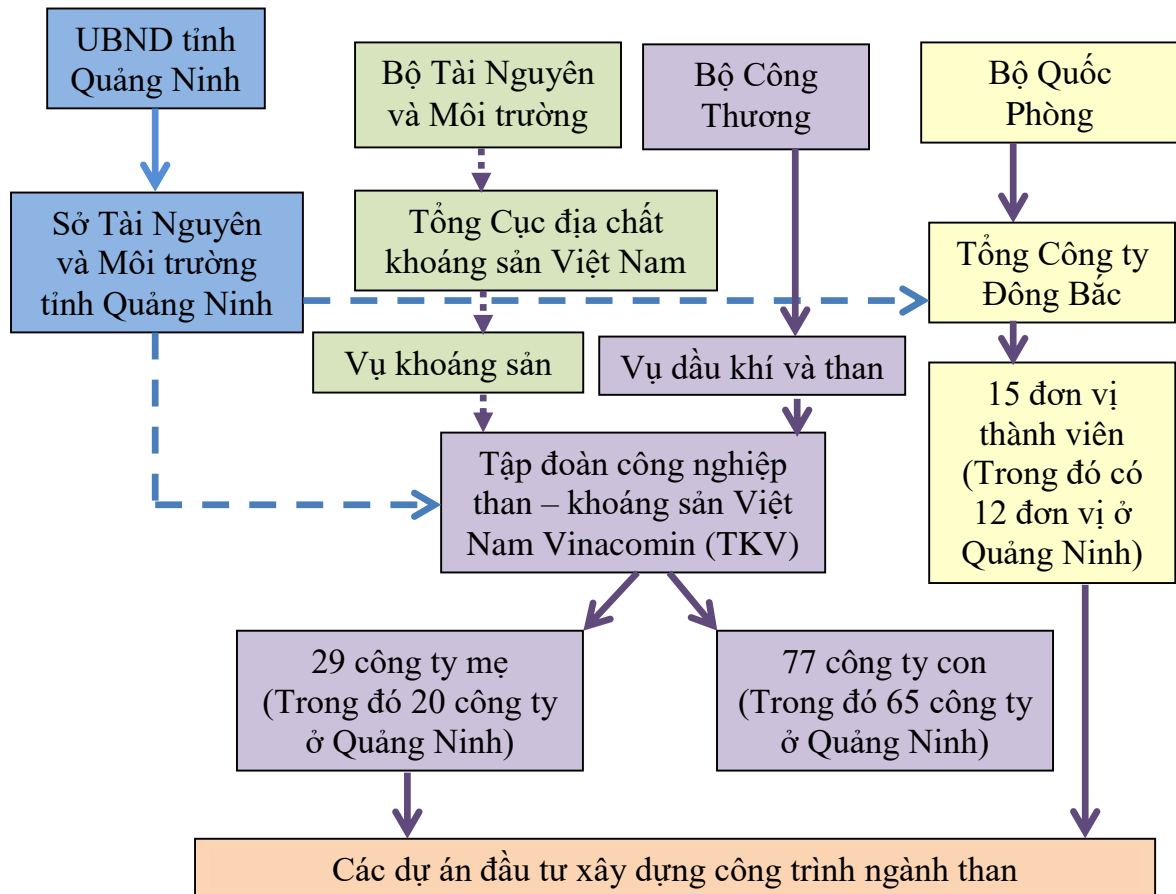 UBND tỉnh
Quảng Ninh
Bộ Tài Nguyên
và Môi trường
Bộ Công
Thương
Bộ Quốc
Phòng
Sở Tài Nguyên
và Môi trường
tỉnh Quảng Ninh
Tổng Cục địa chất
khoáng sản Việt Nam
Tổng Công ty
Đông Bắc
Vụ khoáng sản
Vụ dầu khí và than
15 đơn vị
thành viên
(Trong đó có
12 đơn vị ở
Quảng Ninh)
Tập đoàn công nghiệp
than – khoáng sản Việt
Nam Vinacomin (TKV)
29 công ty mẹ
(Trong đó 20 công ty
ở Quảng Ninh)
77 công ty con
(Trong đó 65 công ty
ở Quảng Ninh)
Các dự án đầu tư xây dựng công trình ngành than